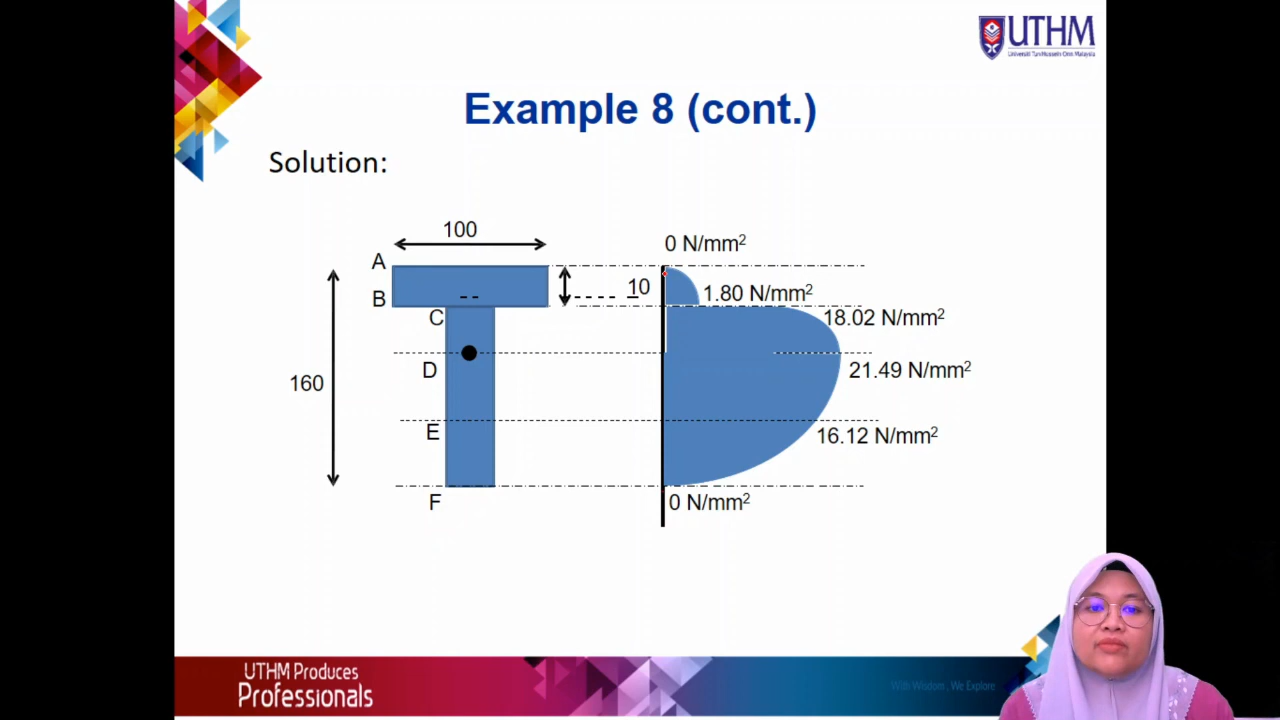 UTHM
Universiti Tun Hussein Onn Malaysia
Example 8 (cont.)
Solution:
100
0 N/mm²
A
10
B
1.80 N/mm²
C
18.02 N/mm²
D
21.49 N/mm²
160
E
16.12 N/mm²
F
0 N/mm²
UTHM Produces
Professionals
With Wisdom , We Explore